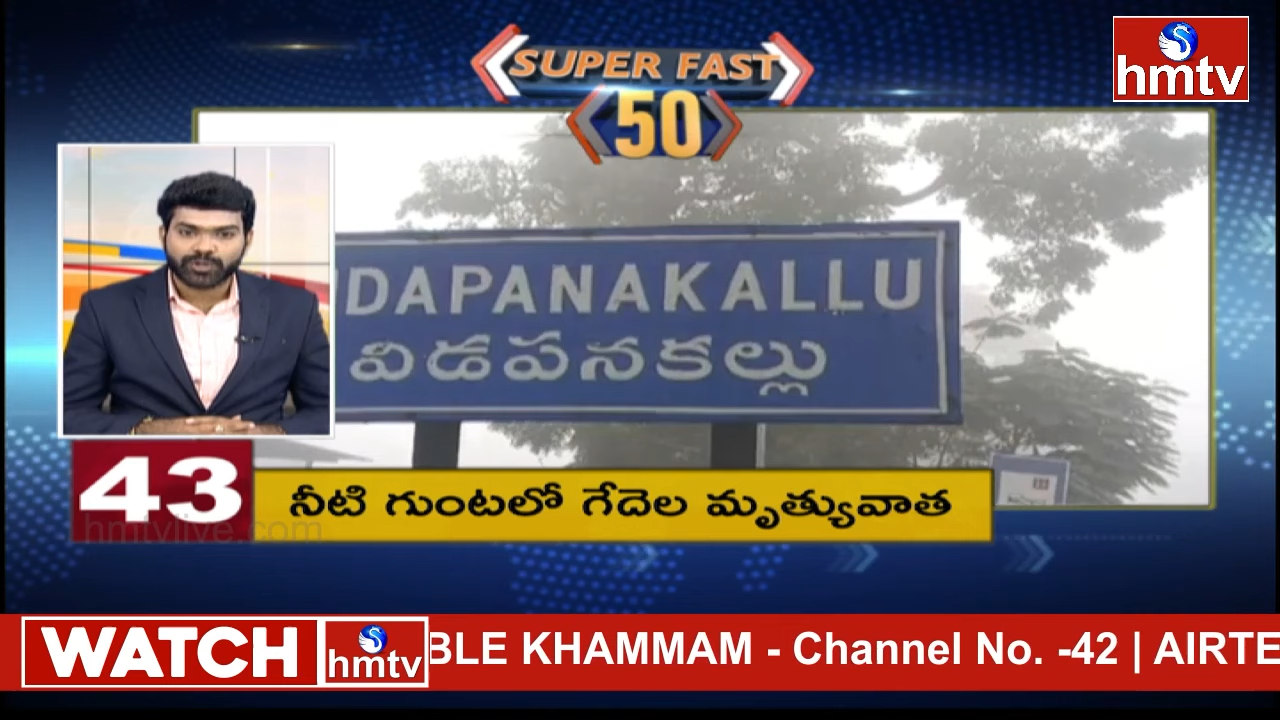 SUPER FAST
50
hmtv
DAPANAKALLU
విడపనకల్లు
43
నీటి గుంటలో గేదెల మృత్యువాత
hmtvlive.com
WATCH
hmtv
BLE KHAMMAM - Channel No. -42 | AIRTE